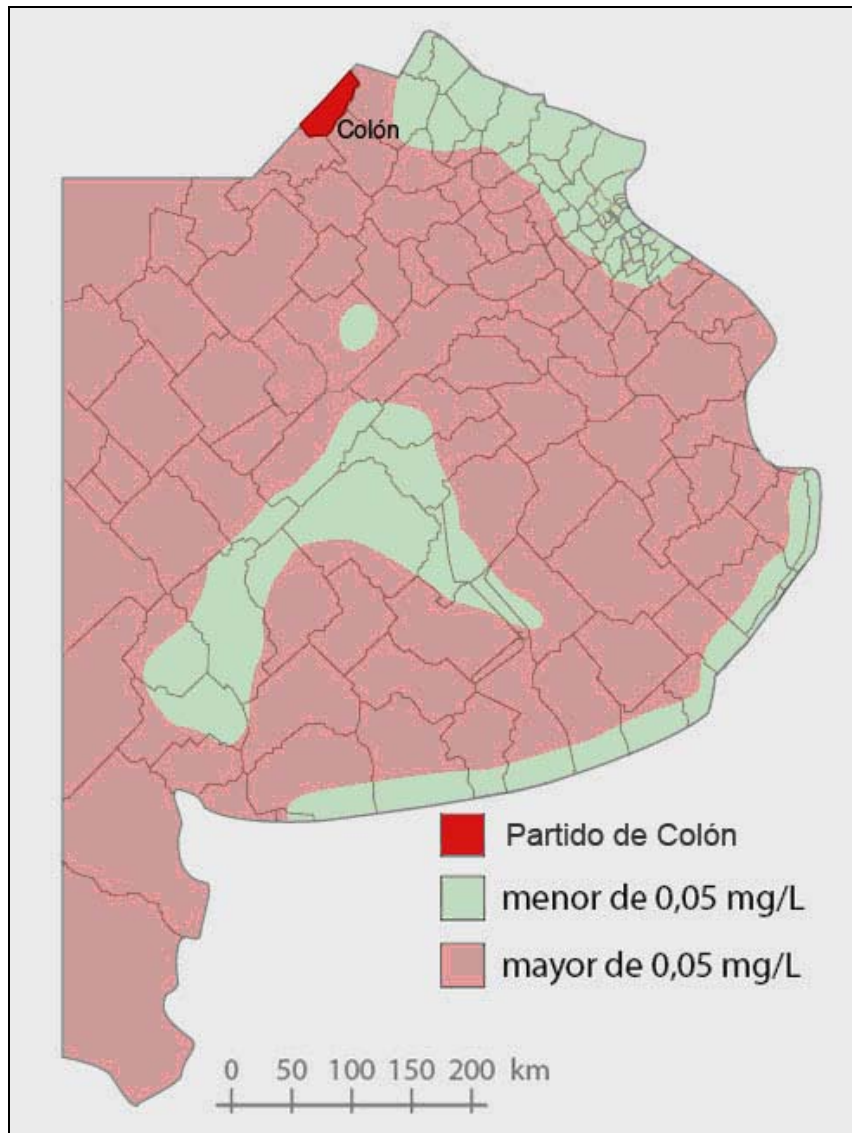 Colón
Partido de Colón
menor de 0,05 mg/L
mayor de 0,05 mg/L
0 50 100 150 200 km